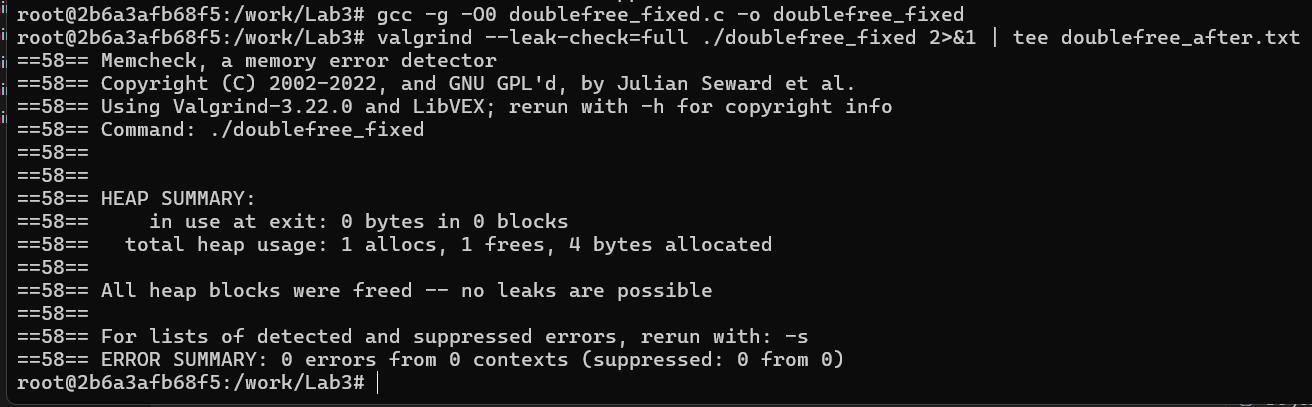 root@2b6a3afb68f5:/work/Lab3# gcc -g -O0 doublefree_fixed.c -o doublefree_fixed
root@2b6a3afb68f5:/work/Lab3# valgrind --leak-check=full ./doublefree_fixed 2>&1 | tee doublefree_after.txt
==58== Memcheck, a memory error detector
==58== Copyright (C) 2002-2022, and GNU GPL'd, by Julian Seward et al.
==58== Using Valgrind-3.22.0 and LibVEX; rerun with -h for copyright info
==58== Command: ./doublefree_fixed
==58==
==58==
==58== HEAP SUMMARY:
==58==     in use at exit: 0 bytes in 0 blocks
==58==   total heap usage: 1 allocs, 1 frees, 4 bytes allocated
==58==
==58== All heap blocks were freed -- no leaks are possible
==58==
==58== For lists of detected and suppressed errors, rerun with: -s
==58== ERROR SUMMARY: 0 errors from 0 contexts (suppressed: 0 from 0)
root@2b6a3afb68f5:/work/Lab3#